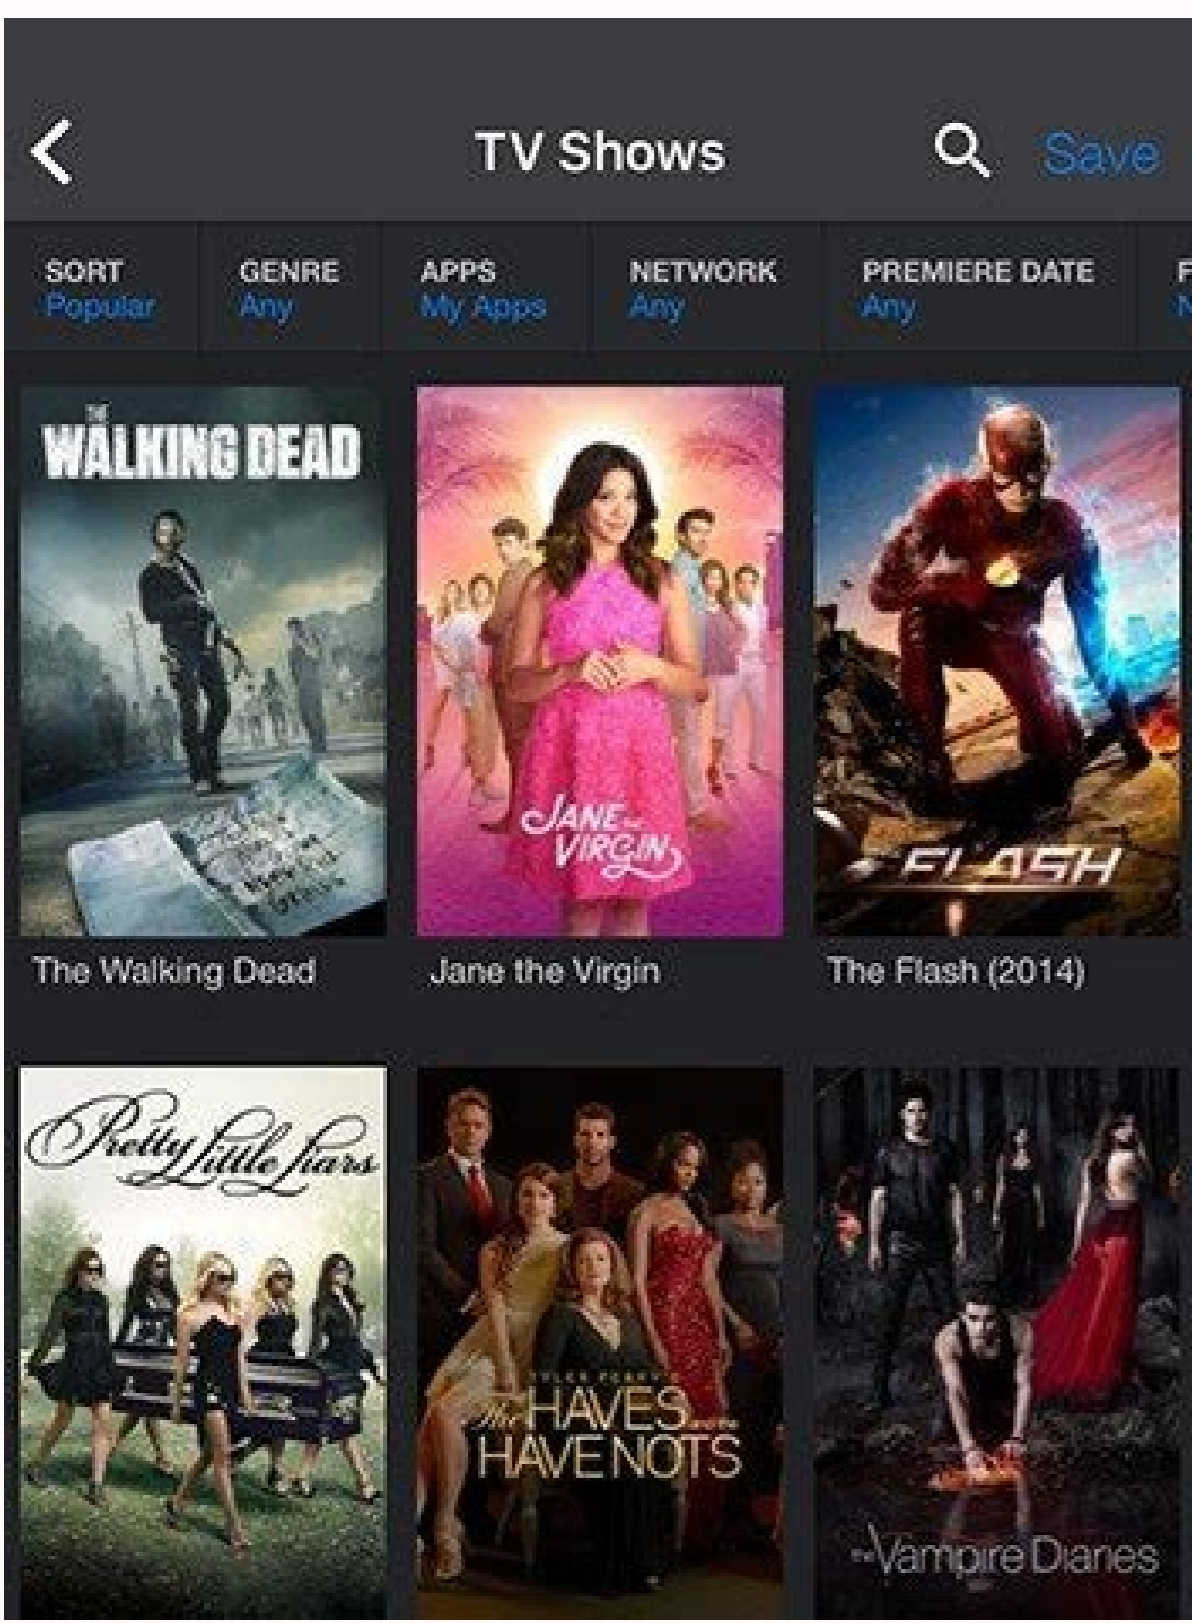 TV Shows
Save
SORT
Popular
GENRE
Any
APPS
My Apps
NETWORK
Any
PREMIERE DATE
Any
THE
WALKING DEAD
JANE THE
VIRGIN
FLASH
The Walking Dead
Jane the Virgin
The Flash (2014)
Pretty Little Liars
TYLER PERRY'S
The HAVES
HAVE NOTS
the Vampire Diaries